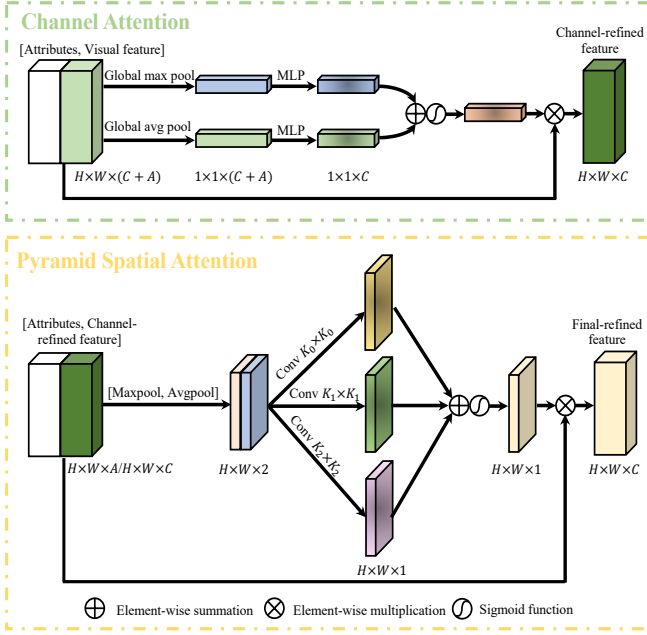 Channel Attention
[Attributes, Visual feature]
Channel-refined
feature
Global max pool
MLP
Global avg pool
MLP
H×W×(C + A)
1×1×(C + A)
1×1×C
H×W×C
Pyramid Spatial Attention
[Attributes, Channel-
refined feature]
Final-refined
feature
Conv K₀×K₀
[Maxpool, Avgpool]
Conv K₁×K₁
Conv K₂×K₂
H×W×A/H×W×C
H×W×2
H×W×1
H×W×C
H×W×1
Element-wise summation
Element-wise multiplication
Sigmoid function